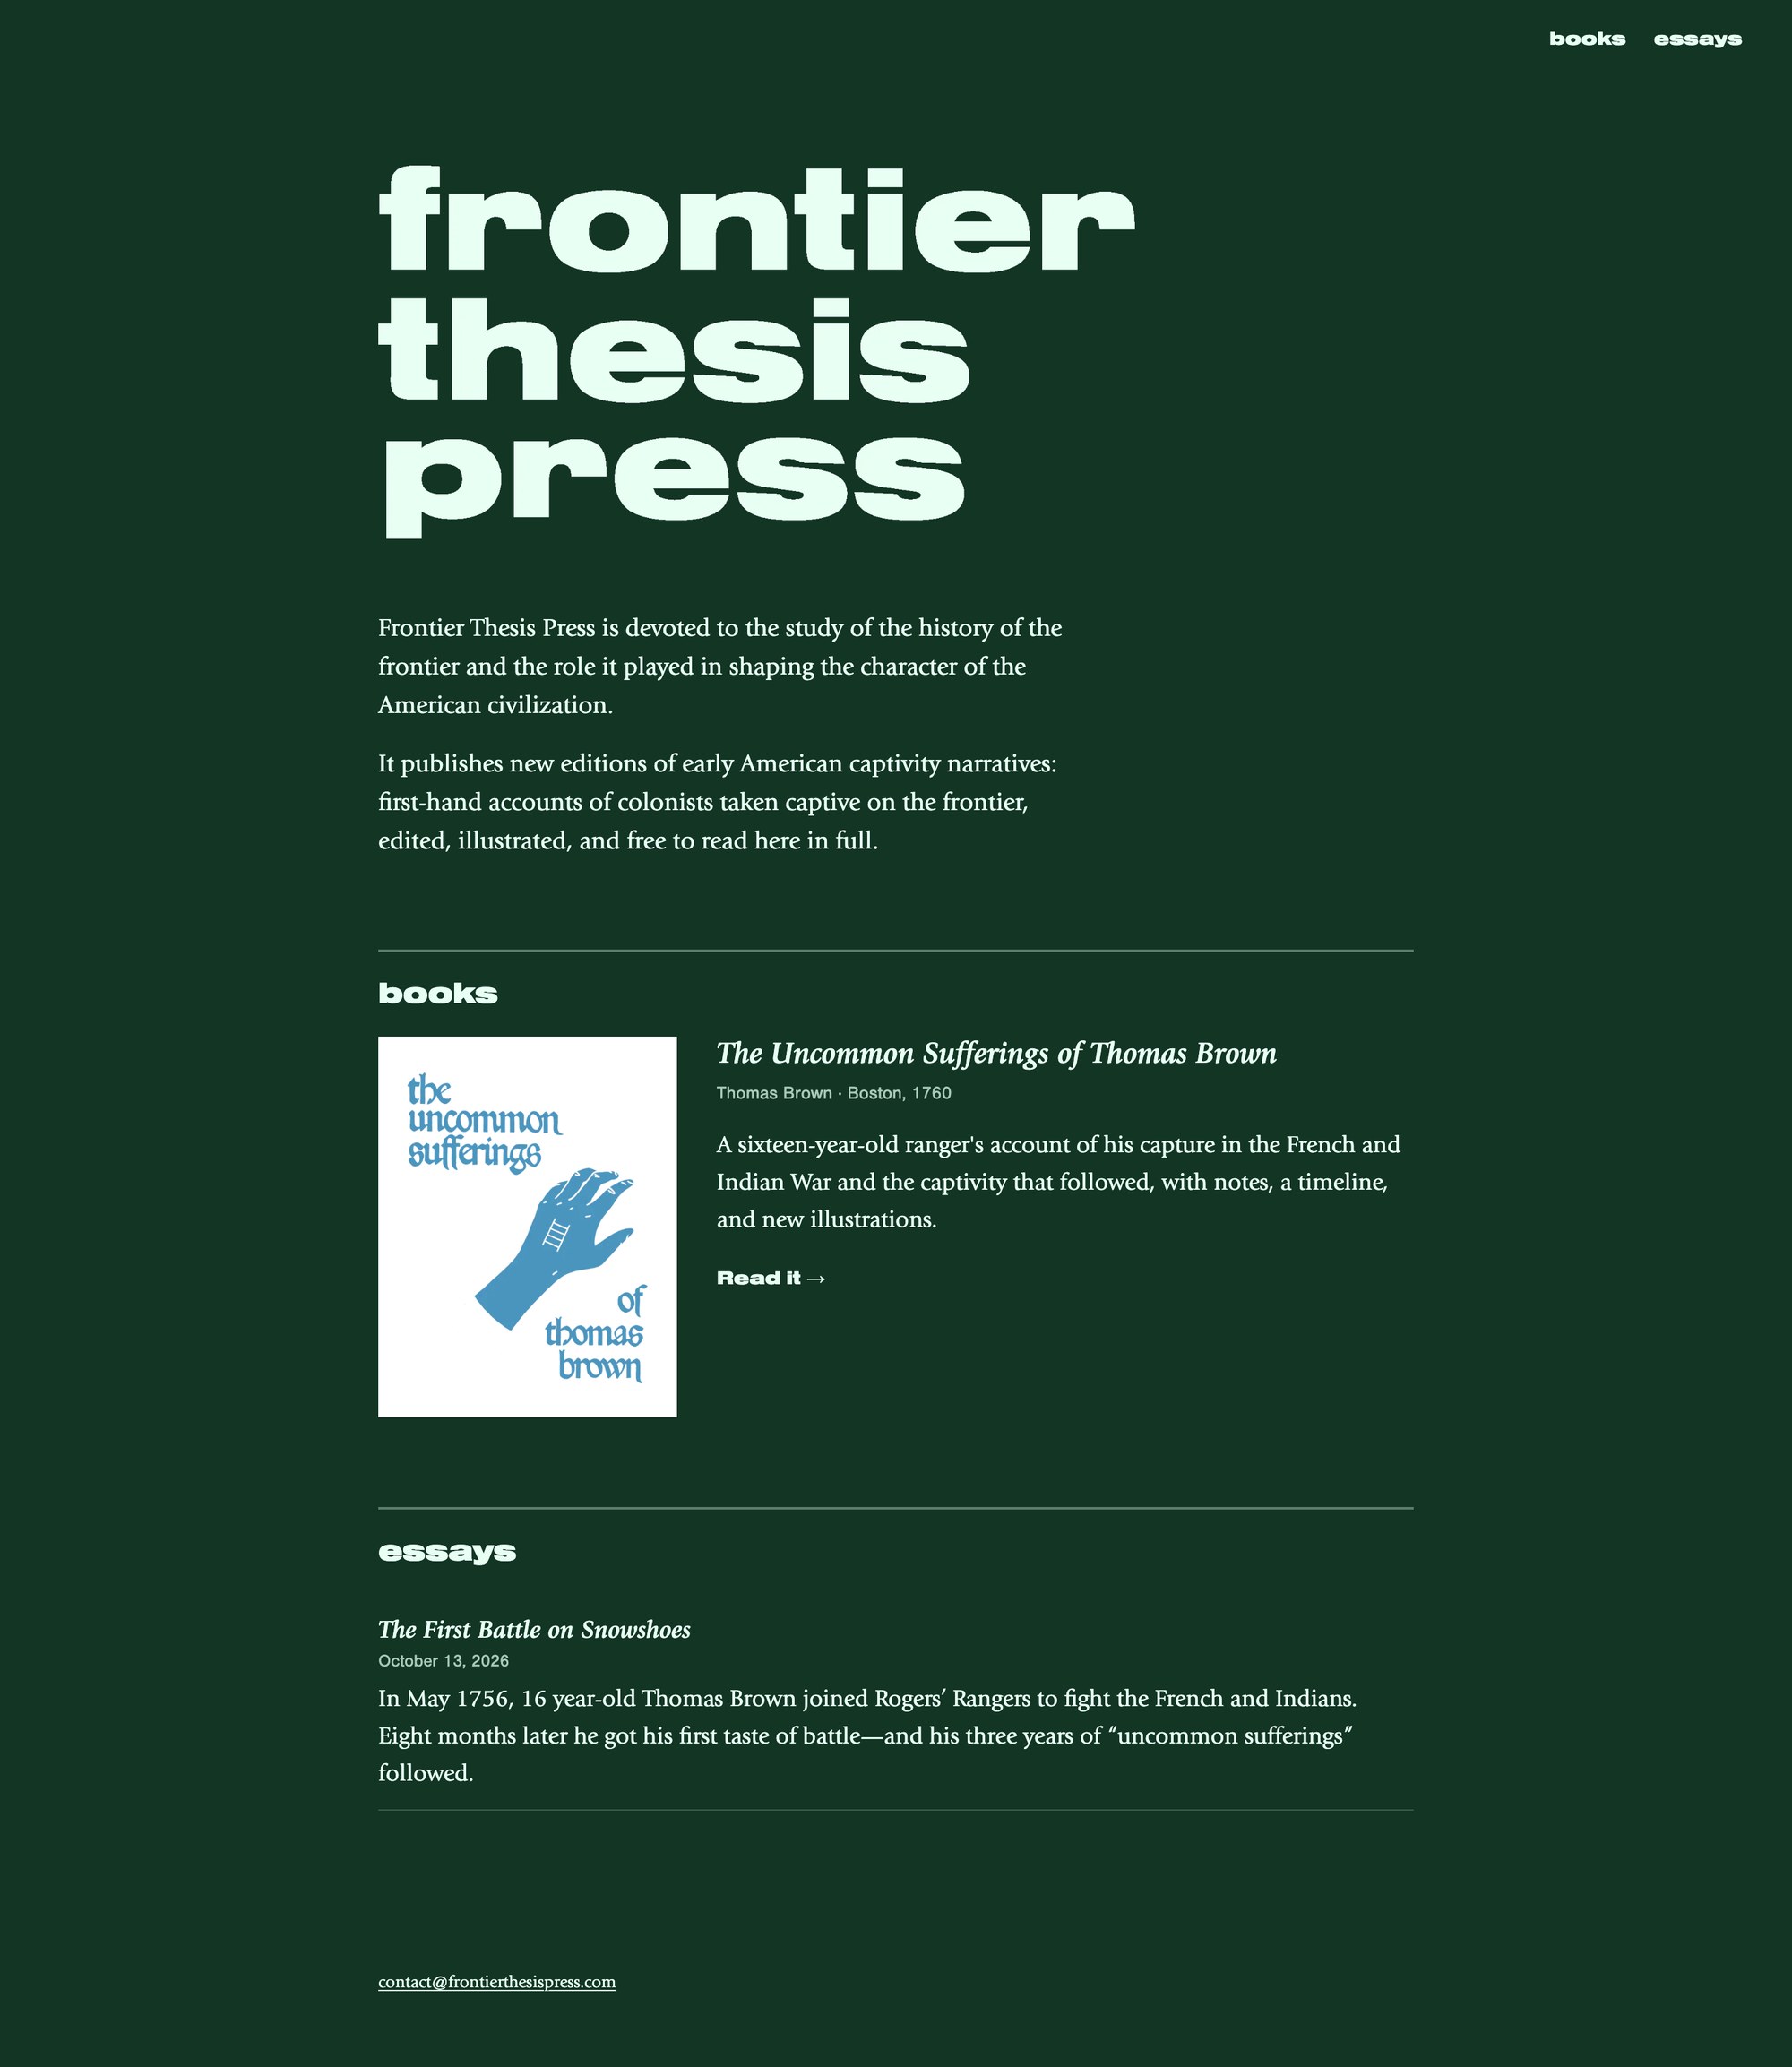 books essays
frontier
thesis
press
Frontier Thesis Press is devoted to the study of the history of the
frontier and the role it played in shaping the character of the
American civilization.
It publishes new editions of early American captivity narratives:
first-hand accounts of colonists taken captive on the frontier,
edited, illustrated, and free to read here in full.
books
the
uncommon
sufferings
of
thomas
brown
The Uncommon Sufferings of Thomas Brown
Thomas Brown · Boston, 1760
A sixteen-year-old ranger's account of his capture in the French and
Indian War and the captivity that followed, with notes, a timeline,
and new illustrations.
Read it →
essays
The First Battle on Snowshoes
October 13, 2026
In May 1756, 16 year-old Thomas Brown joined Rogers’ Rangers to fight the French and Indians.
Eight months later he got his first taste of battle—and his three years of “uncommon sufferings”
followed.
contact@frontierthesispress.com